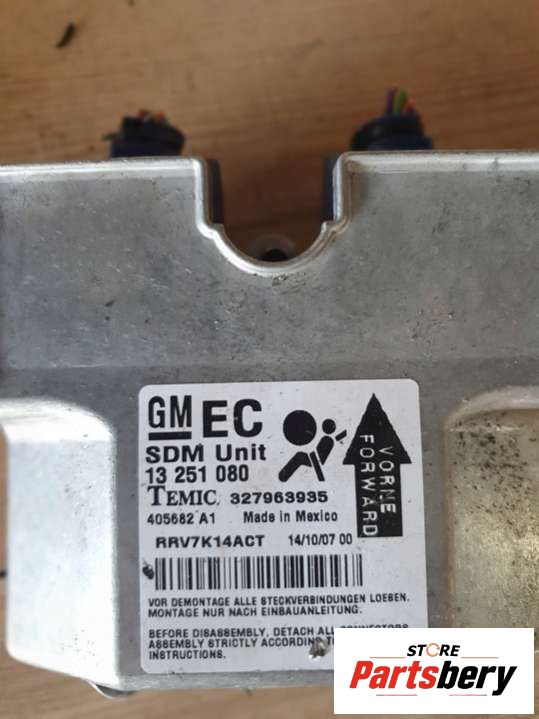 GM EC
SDM Unit
13 251 080
TEMIC 327963935
405682 A1 Made in Mexico
RRV7K14ACT 14/10/07 00
VORNE
FORWARD
VOR DEMONTAGE ALLE STECKVERBINDUNGEN LOESEN.
MONTAGE NUR NACH EINBAUANLEITUNG.
BEFORE DISASSEMBLY, DETACH ALL CONNECTORS
ASSEMBLY STRICTLY ACCORDING TO
INSTRUCTIONS.
STORE
Partsbery